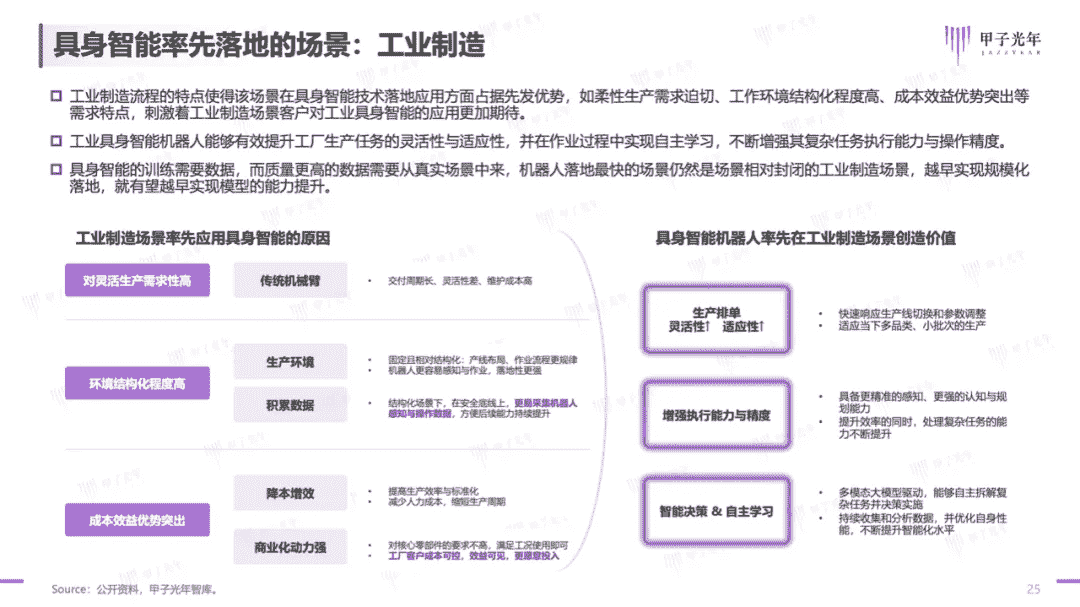 具身智能率先落地的场景：工业制造
甲子光年
JAZZYEAR
工业制造流程的特点使得该场景在具身智能技术落地应用方面占据先发优势，如柔性生产需求迫切、工作环境结构化程度高、成本效益优势突出等
需求特点，刺激着工业制造场景客户对工业具身智能的应用更加期待。
工业具身智能机器人能够有效提升工厂生产任务的灵活性与适应性，并在作业过程中实现自主学习，不断增强其复杂任务执行能力与操作精度。
具身智能的训练需要数据，而质量更高的数据需要从真实场景中来，机器人落地最快的场景仍然是场景相对封闭的工业制造场景，越早实现规模化
落地，就有望越早实现模型的能力提升。
工业制造场景率先应用具身智能的原因
对灵活生产需求性高
传统机械臂
• 交付周期长、灵活性差、维护成本高
环境结构化程度高
生产环境
• 固定且相对结构化：产线布局、作业流程更规律
• 机器人更容易感知与作业，落地性更强
积累数据
• 结构化场景下，在安全底线上，更易采集机器人
感知与操作数据，方便后续能力持续提升
成本效益优势突出
降本增效
• 提高生产效率与标准化
• 减少人力成本，缩短生产周期
商业化动力强
• 对核心零部件的要求不高，满足工况使用即可
• 工厂客户成本可控，效益可见，更愿意投入
具身智能机器人率先在工业制造场景创造价值
生产排单
灵活性↑ 适应性↑
• 快速响应生产线切换和参数调整
• 适应当下多品类、小批次的生产
增强执行能力与精度
• 具备更精准的感知、更强的认知与规
划能力
• 提升效率的同时，处理复杂任务的能
力不断提升
智能决策 & 自主学习
• 多模态大模型驱动，能够自主拆解复
杂任务并决策实施
• 持续收集和分析数据，并优化自身性
能，不断提升智能化水平
Source：公开资料，甲子光年智库。
25